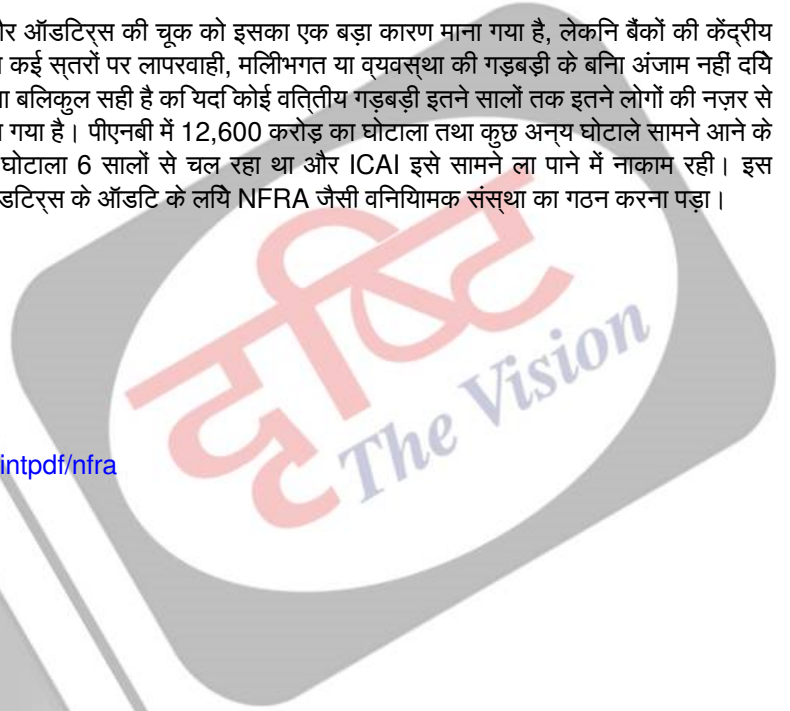 र ऑडिटर्स की चूक को इसका एक बड़ा कारण माना गया है, लेकिन बैंकों की केंद्रीय
कई स्तरों पर लापरवाही, मिलीभगत या व्यवस्था की गड़बड़ी के बिना अंजाम नहीं दिये
ा बिलकुल सही है कि यदि कोई वित्तीय गड़बड़ी इतने सालों तक इतने लोगों की नज़र से
गया है। पीएनबी में 12,600 करोड़ का घोटाला तथा कुछ अन्य घोटाले सामने आने के
घोटाला 6 सालों से चल रहा था और ICAI इसे सामने ला पाने में नाकाम रही। इस
डिटर्स के ऑडिट के लिये NFRA जैसी विनियामक संस्था का गठन करना पड़ा।
दृष्टि
The Vision
intpdf/nfra